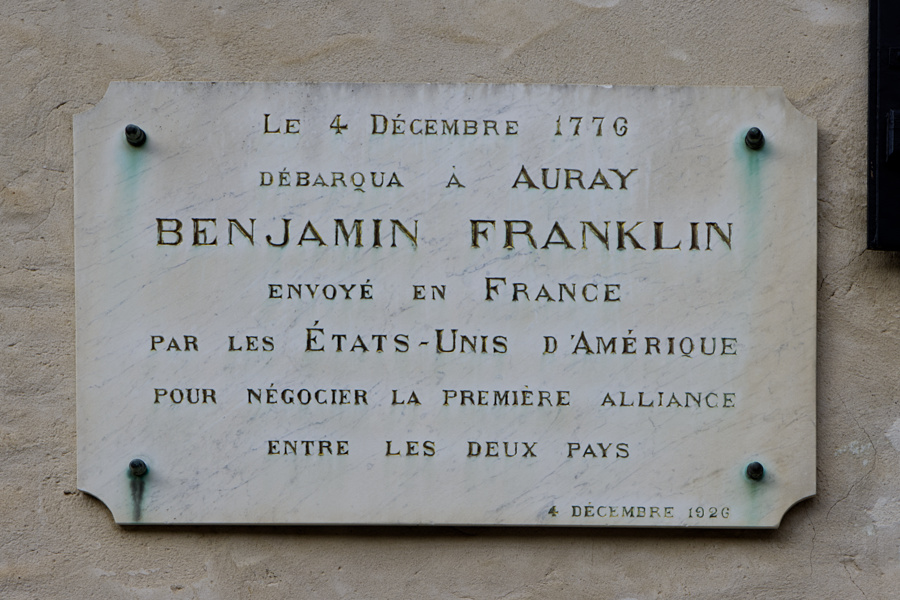 Le 4 Décembre 1776
débarqua à Auray
BENJAMIN FRANKLIN
envoyé en France
par les États-Unis d'Amérique
pour négocier la première alliance
entre les deux pays
4 décembre 1926